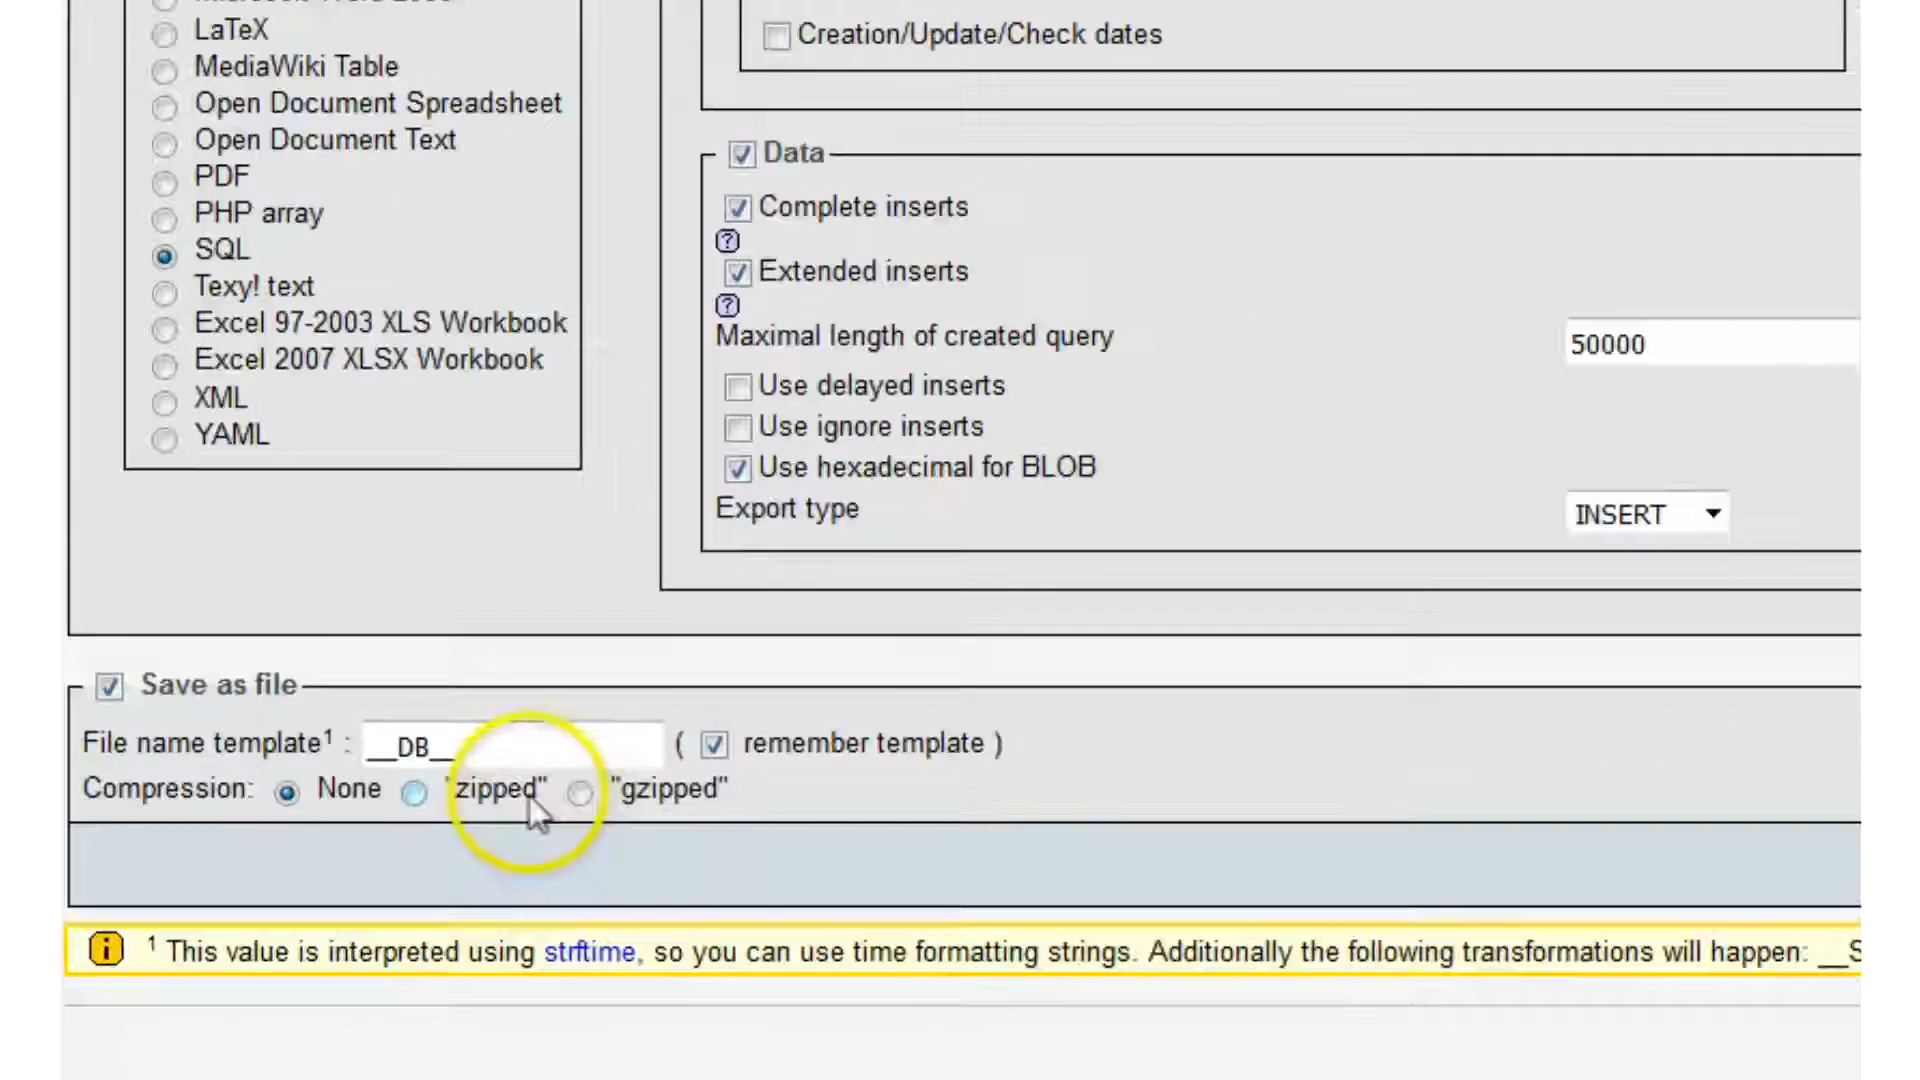 LaTeX
MediaWiki Table
Open Document Spreadsheet
Open Document Text
PDF
PHP array
SQL
Texy! text
Excel 97-2003 XLS Workbook
Excel 2007 XLSX Workbook
XML
YAML
Creation/Update/Check dates
Data
Complete inserts
?
Extended inserts
?
Maximal length of created query 50000
Use delayed inserts
Use ignore inserts
Use hexadecimal for BLOB
Export type INSERT
Save as file
File name template¹ : __DB__ ( remember template )
Compression: None "zipped" "gzipped"
i ¹ This value is interpreted using strftime, so you can use time formatting strings. Additionally the following transformations will happen: __S